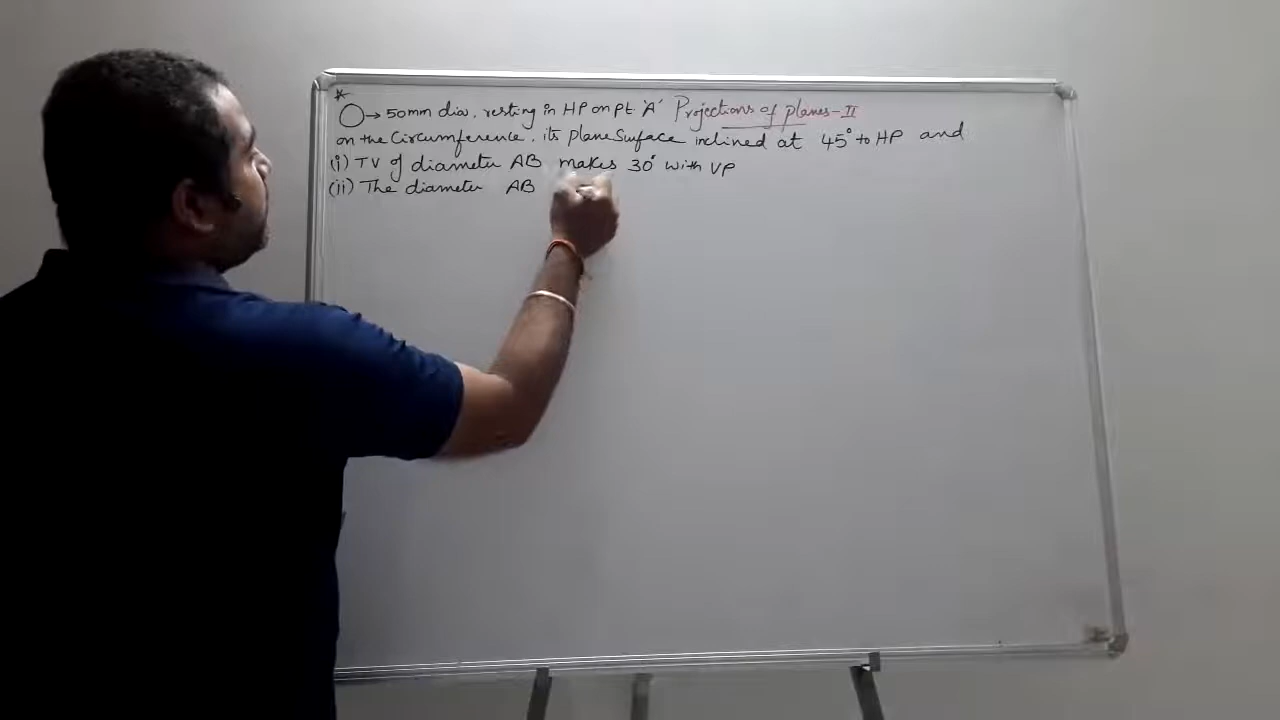 Projections of planes-II
* ○→ 50mm dia. resting in HP on pt 'A'
on the Circumference. its plane Surface inclined at 45° to HP and
(i) TV of diameter AB makes 30° with VP
(ii) The diameter AB